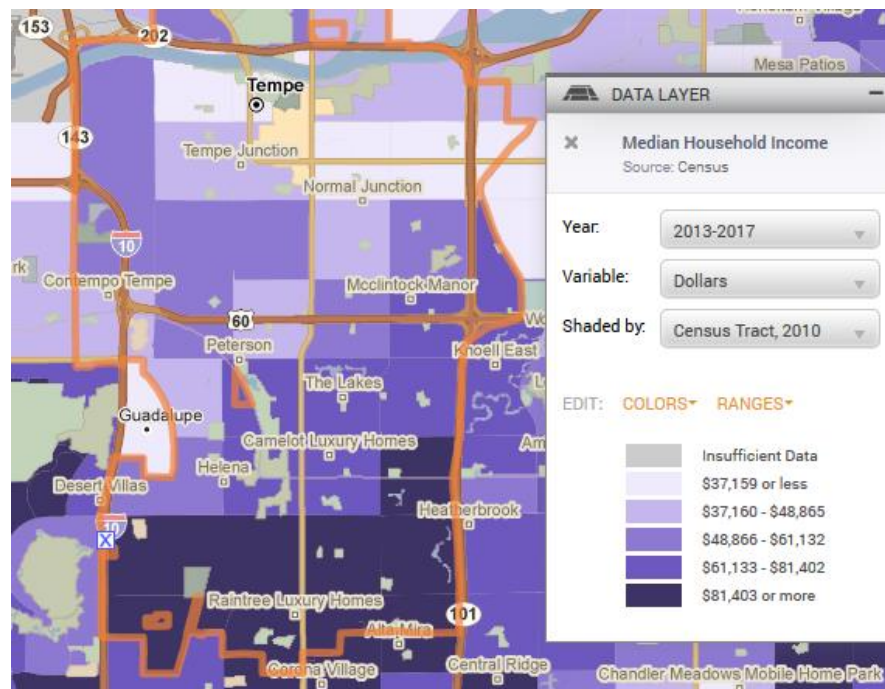 153
202
Mesa Patios
Tempe
143
Tempe Junction
Normal Junction
10
Contempo Tempe
Mcclintock Manor
60
Peterson
Knoell East
The Lakes
Guadalupe
Camelot Luxury Homes
Helena
Desert Villas
Heatherbrook
10
X
Raintree Luxury Homes
101
Alta Mira
Corona Village
Central Ridge
Chandler Meadows Mobile Home Park
DATA LAYER
Median Household Income
Source: Census
Year:
2013-2017
Variable:
Dollars
Shaded by:
Census Tract, 2010
EDIT: COLORS RANGES
Insufficient Data
$37,159 or less
$37,160 - $48,865
$48,866 - $61,132
$61,133 - $81,402
$81,403 or more